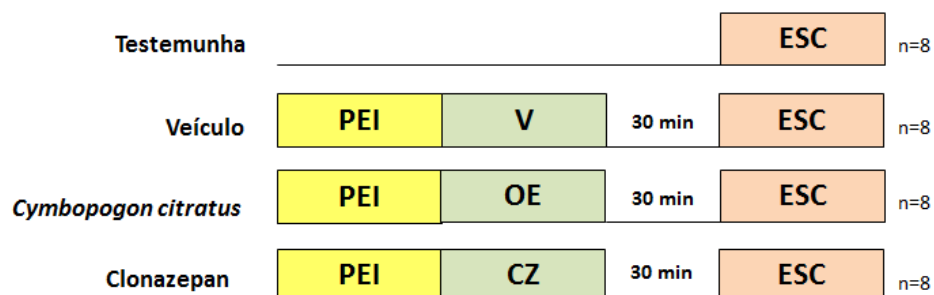 Testemunha ESC n=8
Veículo PEI V 30 min ESC n=8
Cymbopogon citratus PEI OE 30 min ESC n=8
Clonazepan PEI CZ 30 min ESC n=8